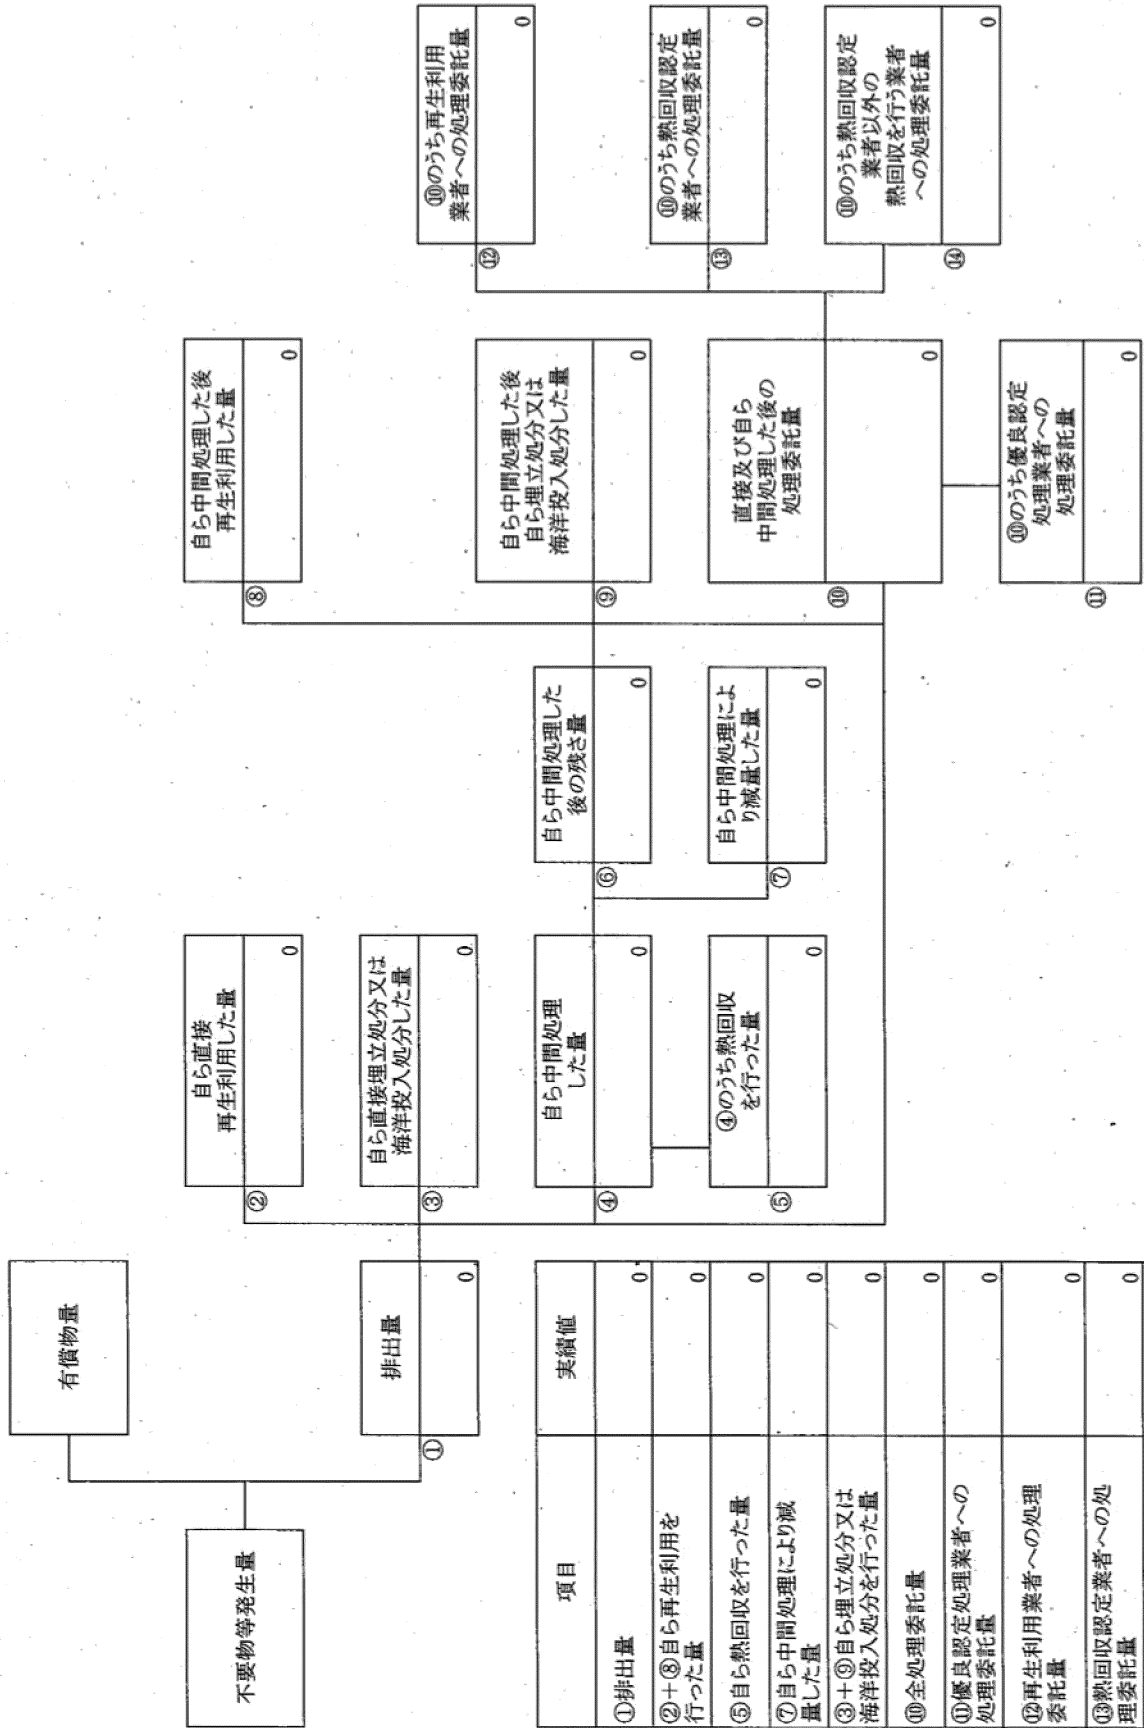 不要物等発生量
有償物量
排出量
①
0
自ら直接
再生利用した量
②
0
自ら直接埋立処分又は
海洋投入処分した量
③
0
自ら中間処理
した量
④
0
④のうち熱回収
を行った量
⑤
0
自ら中間処理した
後の残さ量
⑥
0
自ら中間処理によ
り減量した量
⑦
0
自ら中間処理した後
再生利用した量
⑧
0
自ら中間処理した後
自ら埋立処分又は
海洋投入処分した量
⑨
0
直接及び自ら
中間処理した後の
処理委託量
⑩
0
⑩のうち優良認定
処理業者への
処理委託量
⑪
0
⑩のうち再生利用
業者への処理委託量
⑫
0
⑩のうち熱回収認定
業者への処理委託量
⑬
0
⑩のうち熱回収認定
業者以外の
熱回収を行う業者
への処理委託量
⑭
0
項目 実績値
①排出量 0
②+⑧自ら再生利用を
行った量 0
⑤自ら熱回収を行った量 0
⑦自ら中間処理により減
量した量 0
③+⑨自ら埋立処分又は
海洋投入処分を行った量 0
⑩全処理委託量 0
⑪優良認定処理業者への
処理委託量 0
⑫再生利用業者への処理
委託量 0
⑬熱回収認定業者への処
理委託量 0